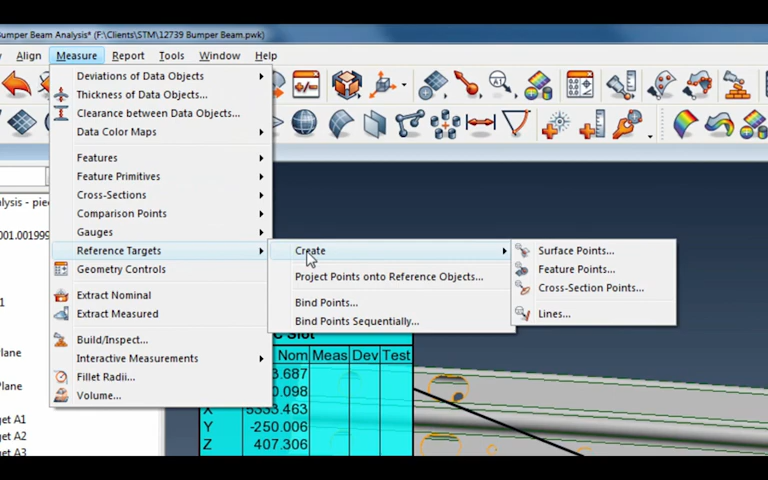 Bumper Beam Analysis* (F:\Clients\STM\12739 Bumper Beam.pwk)
Align Measure Report Tools Window Help
Deviations of Data Objects
Thickness of Data Objects...
Clearance between Data Objects...
Data Color Maps
Features
Feature Primitives
Cross-Sections
Comparison Points
Gauges
Reference Targets
Geometry Controls
Extract Nominal
Extract Measured
Build/Inspect...
Interactive Measurements
Fillet Radii...
Volume...
Create
Project Points onto Reference Objects...
Bind Points...
Bind Points Sequentially...
Surface Points...
Feature Points...
Cross-Section Points...
Lines...
alysis - pie
001.001999
Plane
Plane
get A1
get A2
get A3
C Slot
Nom Meas Dev Test
.687
.098
X 5353.463
Y -250.006
Z 407.306